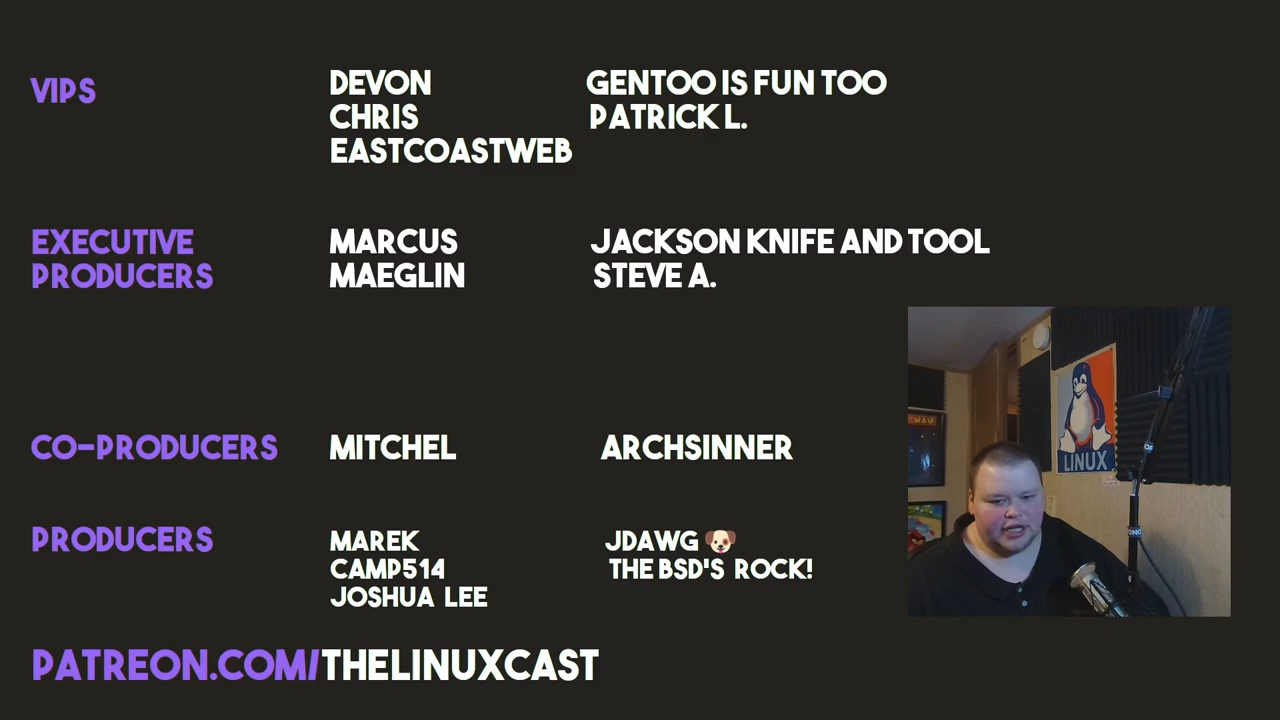 VIPS
DEVON GENTOO IS FUN TOO
CHRIS PATRICK L.
EASTCOASTWEB
EXECUTIVE PRODUCERS
MARCUS JACKSON KNIFE AND TOOL
MAEGLIN STEVE A.
CO-PRODUCERS MITCHEL ARCHSINNER
PRODUCERS
MAREK JDAWG 🐶
CAMP514 THE BSD'S ROCK!
JOSHUA LEE
PATREON.COM/THELINUXCAST
LINUX